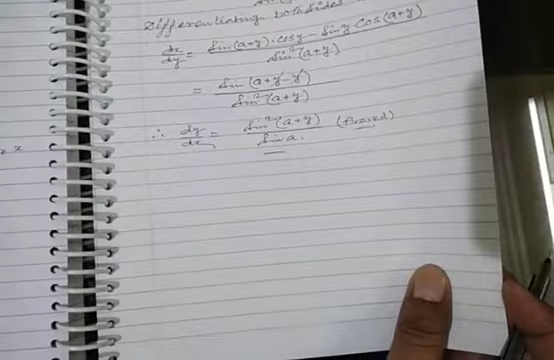 Differentiating both sides
dx/dy = sin(a+y)·cosy - siny cos(a+y) / sin²(a+y)
= sin(a+y-y) / sin²(a+y)
∴ dy/dx = sin²(a+y) / sin a. (proved)
x